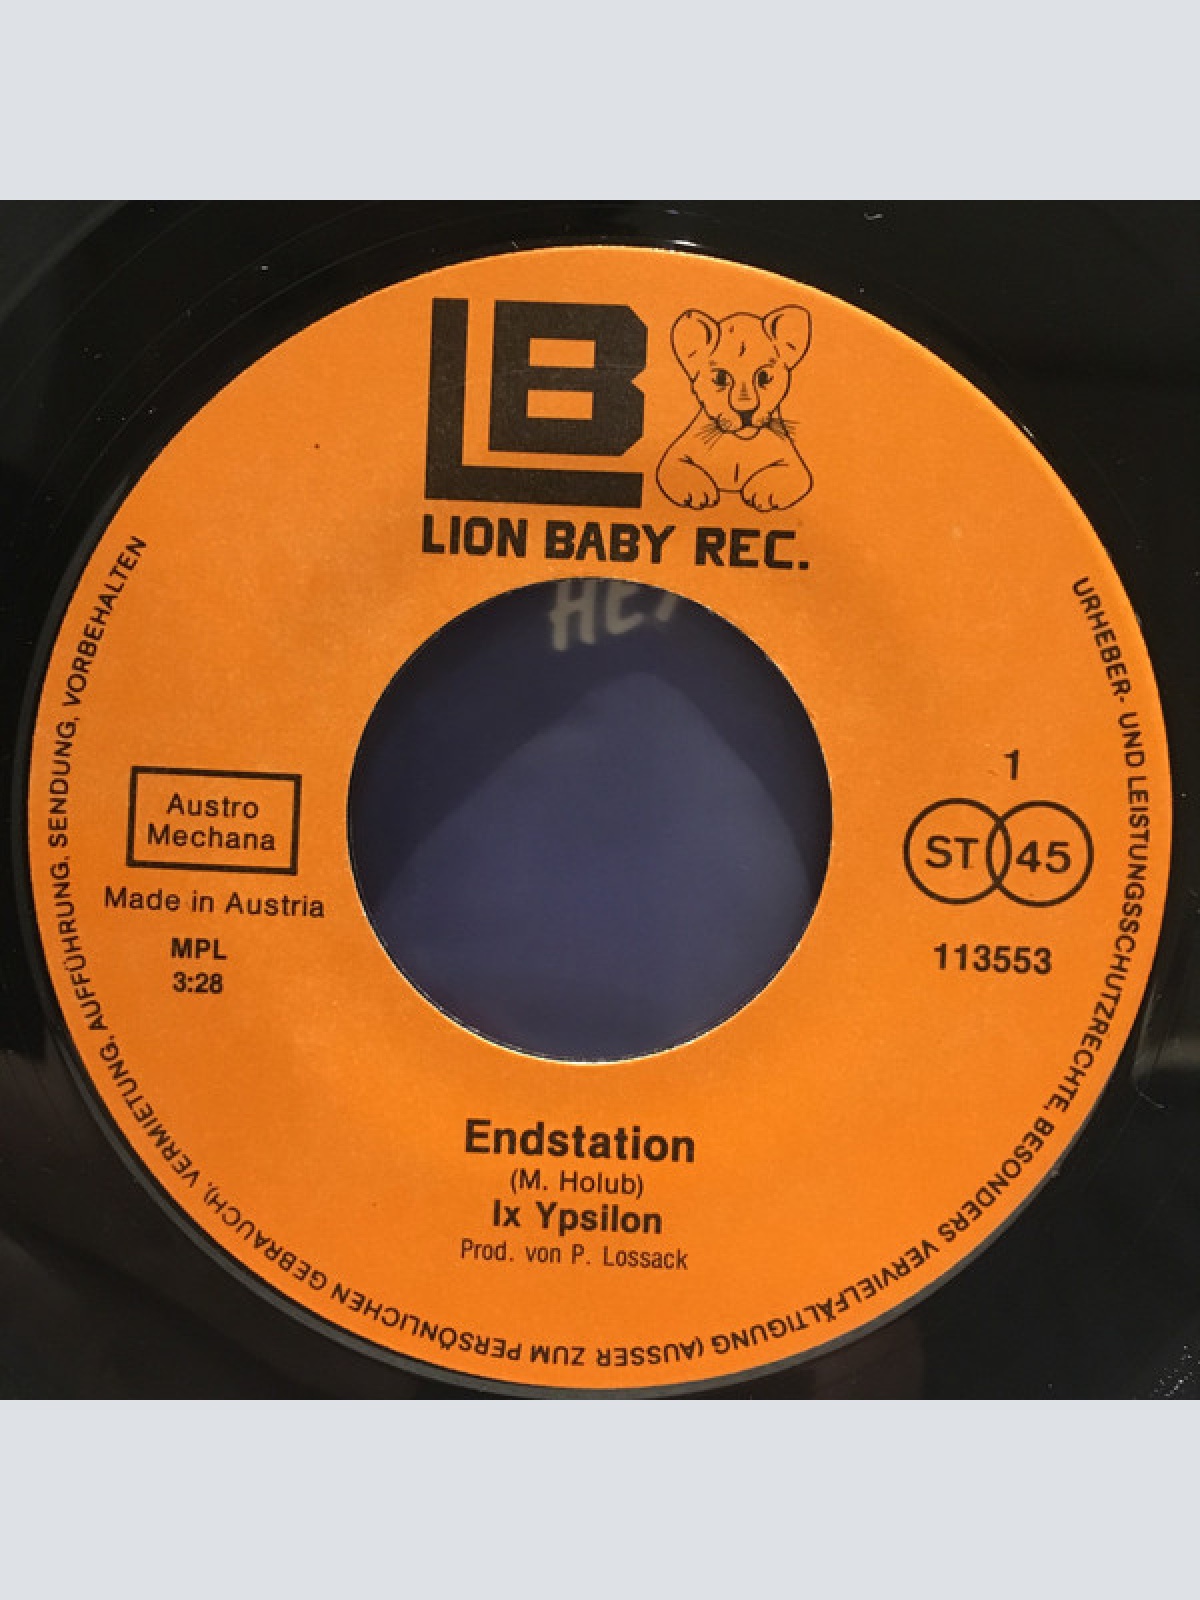 LB
LION BABY REC.
HEY
Austro
Mechana
Made in Austria
MPL
3:28
1
ST 45
113553
Endstation
(M. Holub)
Ix Ypsilon
Prod. von P. Lossack
URHEBER- UND LEISTUNGSSCHUTZRECHTE, BESONDERS VERVIELFÄLTIGUNG (AUSSER ZUM PERSÖNLICHEN GEBRAUCH), VERMIETUNG, AUFFÜHRUNG, SENDUNG, VORBEHALTEN